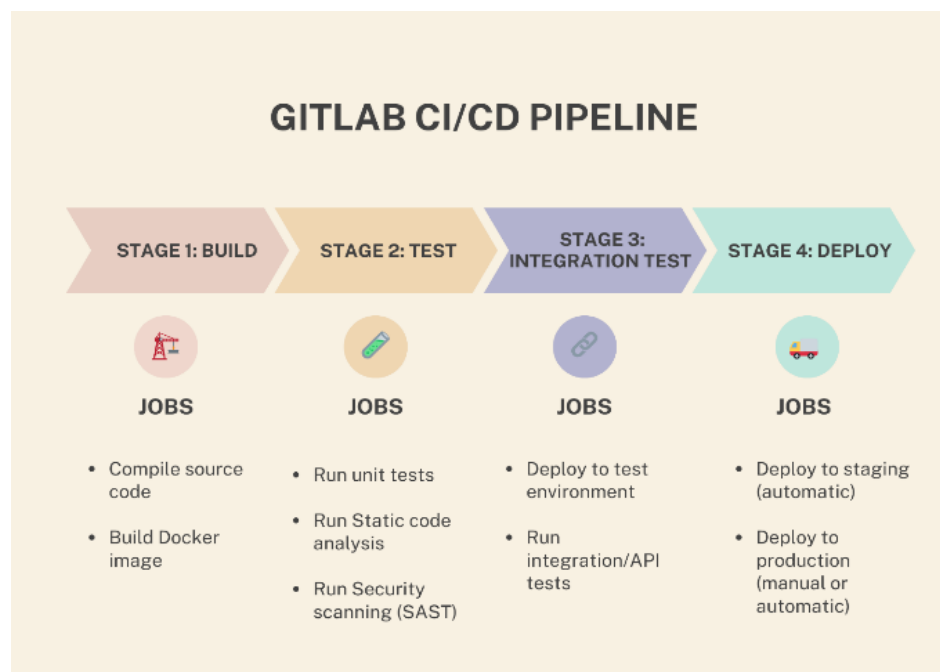 GITLAB CI/CD PIPELINE
STAGE 1: BUILD
STAGE 2: TEST
STAGE 3:
INTEGRATION TEST
STAGE 4: DEPLOY
JOBS
• Compile source
code
• Build Docker
image
JOBS
• Run unit tests
• Run Static code
analysis
• Run Security
scanning (SAST)
JOBS
• Deploy to test
environment
• Run
integration/API
tests
JOBS
• Deploy to staging
(automatic)
• Deploy to
production
(manual or
automatic)